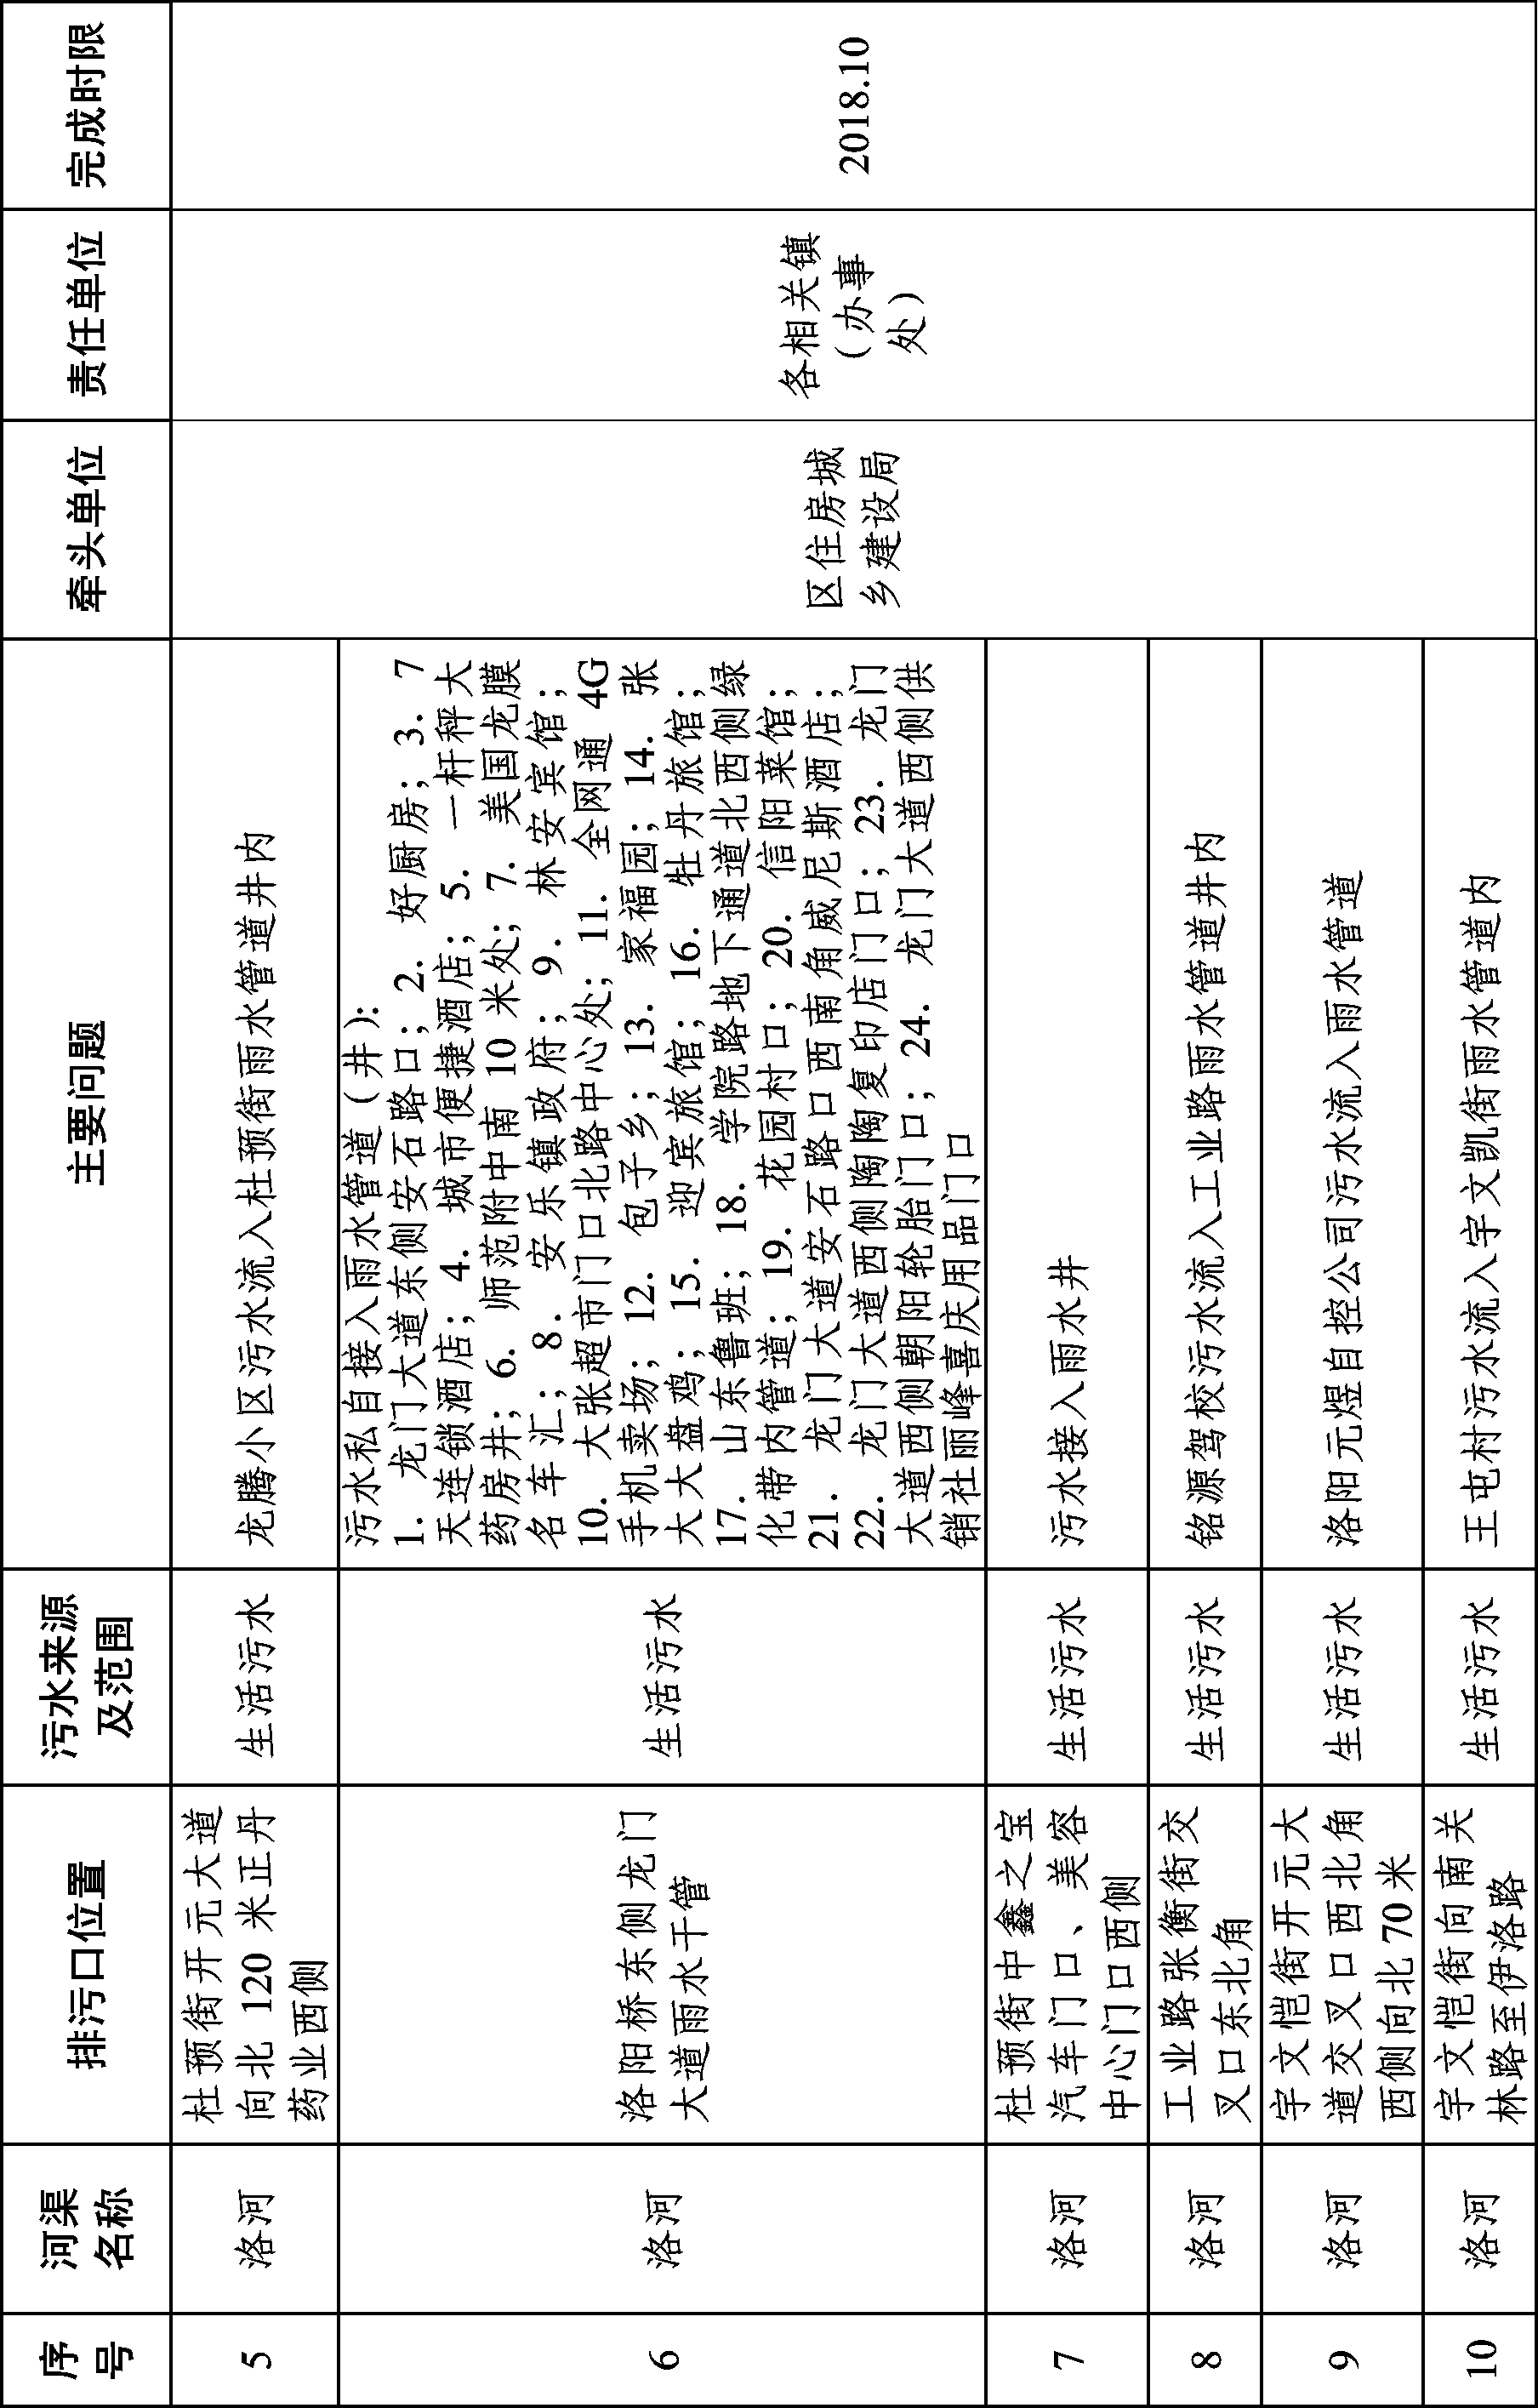 序号
河渠名称
排污口位置
污水来源及范围
主要问题
牵头单位
责任单位
完成时限
5
洛河
杜预街开元大道
向北 120 米正丹
药业西侧
生活污水
龙腾小区污水流入杜预街雨水管道井内
区住房城
乡建设局
各相关镇
（办事
处）
2018.10
6
洛河
洛阳桥东侧龙门
大道雨水干管
生活污水
污水私自接入雨水管道（井）：
1. 龙门大道东侧安石路口；2. 好厨房；3. 7
天连锁酒店；4. 城市便捷酒店；5. 一杆秤大
药房井；6. 师范附中南 10 米处；7. 美国龙膜
名车汇；8. 安乐镇政府；9. 林安宾馆；
10. 大张超市门口北路中心处；11. 全网通 4G
手机卖场；12. 包子乡；13. 家福园；14. 张
大大盘鸡；15. 迎宾旅馆；16. 牡丹旅馆；
17. 山东鲁班；18. 学院路地下通道北西侧绿
化带内管道；19. 花园村口；20. 信阳菜馆；
21. 龙门大道安石路口西南角威尼斯酒店；
22. 龙门大道西侧陶陶复印店门口；23. 龙门
大道西侧朝阳轮胎门口；24. 龙门大道西侧供
销社丽峰喜庆用品门口
7
洛河
杜预街中鑫之宝
汽车门口、美容
中心门口西侧
生活污水
污水接入雨水井
8
洛河
工业路张衡街交
叉口东北角
生活污水
铭源驾校污水流入工业路雨水管道井内
9
洛河
宇文恺街开元大
道交叉口西北角
西侧向北 70 米
生活污水
洛阳元煜自控公司污水流入雨水管道
10
洛河
宇文恺街向南关
林路至伊洛路
生活污水
王屯村污水流入宇文凯街雨水管道内